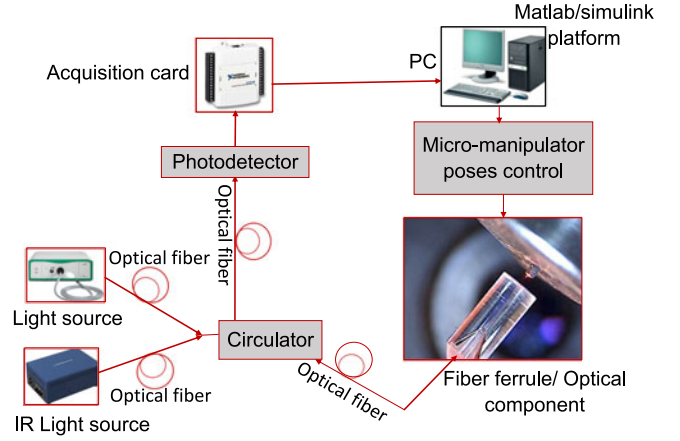 Matlab/simulink
platform
PC
Acquisition card
Photodetector
Micro-manipulator
poses control
Optical fiber
Optical fiber
Light source
Circulator
Optical fiber
Optical fiber
IR Light source
Fiber ferrule/ Optical
component